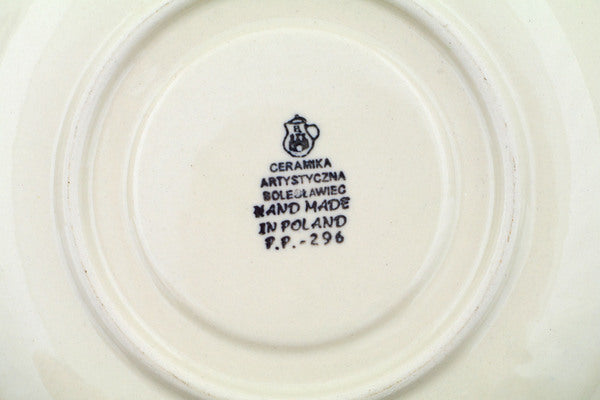 CERAMIKA
ARTYSTYCZNA
BOLESŁAWIEC
HAND MADE
IN POLAND
P.P.-296